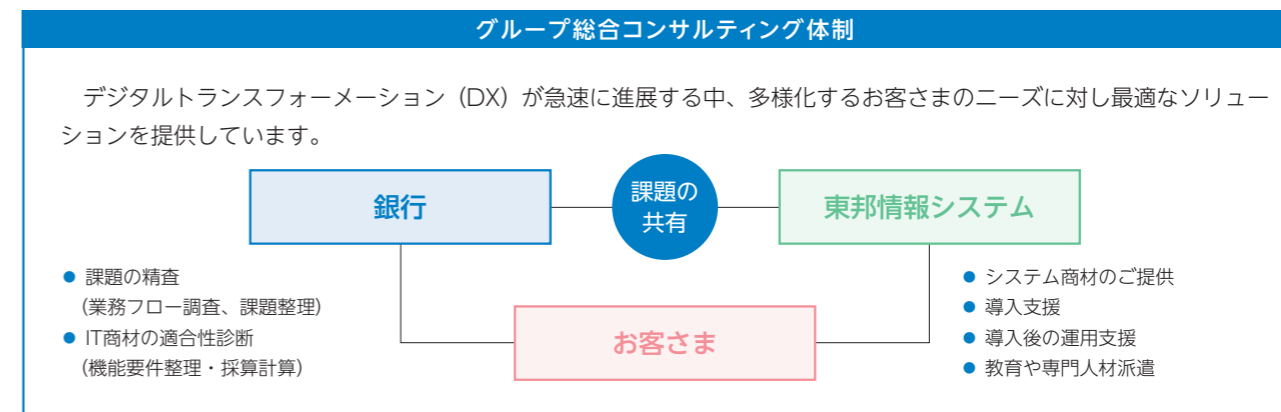 グループ総合コンサルティング体制
デジタルトランスフォーメーション（DX）が急速に進展する中、多様化するお客さまのニーズに対し最適なソリュー
ションを提供しています。
銀行
課題の
共有
東邦情報システム
● 課題の精査
（業務フロー調査、課題整理）
● IT商材の適合性診断
（機能要件整理・採算計算）
お客さま
● システム商材のご提供
● 導入支援
● 導入後の運用支援
● 教育や専門人材派遣